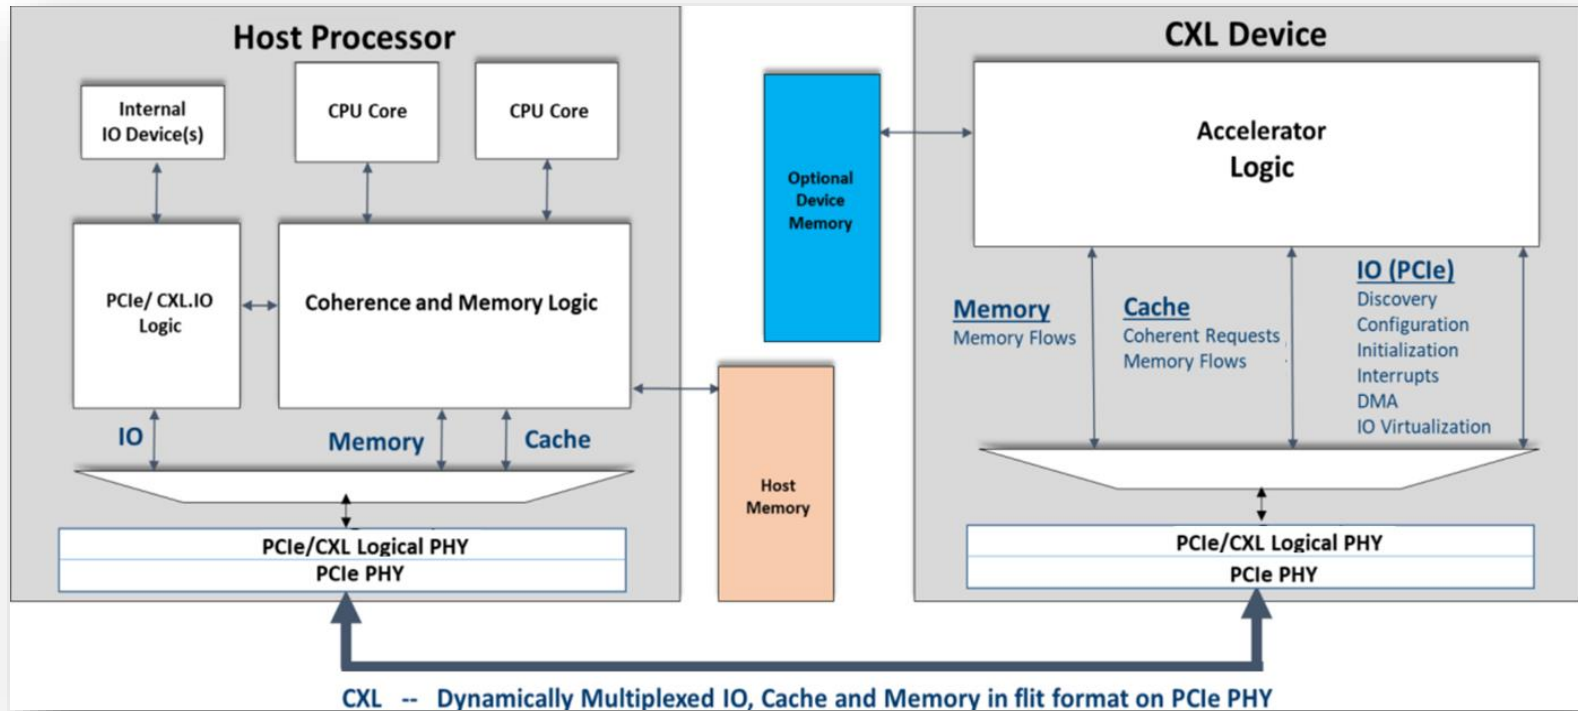 Host Processor
Internal
IO Device(s)
CPU Core
CPU Core
PCIe/ CXL.IO
Logic
Coherence and Memory Logic
IO
Memory
Cache
PCIe/CXL Logical PHY
PCIe PHY
Optional
Device
Memory
Host
Memory
CXL Device
Accelerator
Logic
Memory
Memory Flows
Cache
Coherent Requests
Memory Flows
IO (PCIe)
Discovery
Configuration
Initialization
Interrupts
DMA
IO Virtualization
PCIe/CXL Logical PHY
PCIe PHY
CXL -- Dynamically Multiplexed IO, Cache and Memory in flit format on PCIe PHY